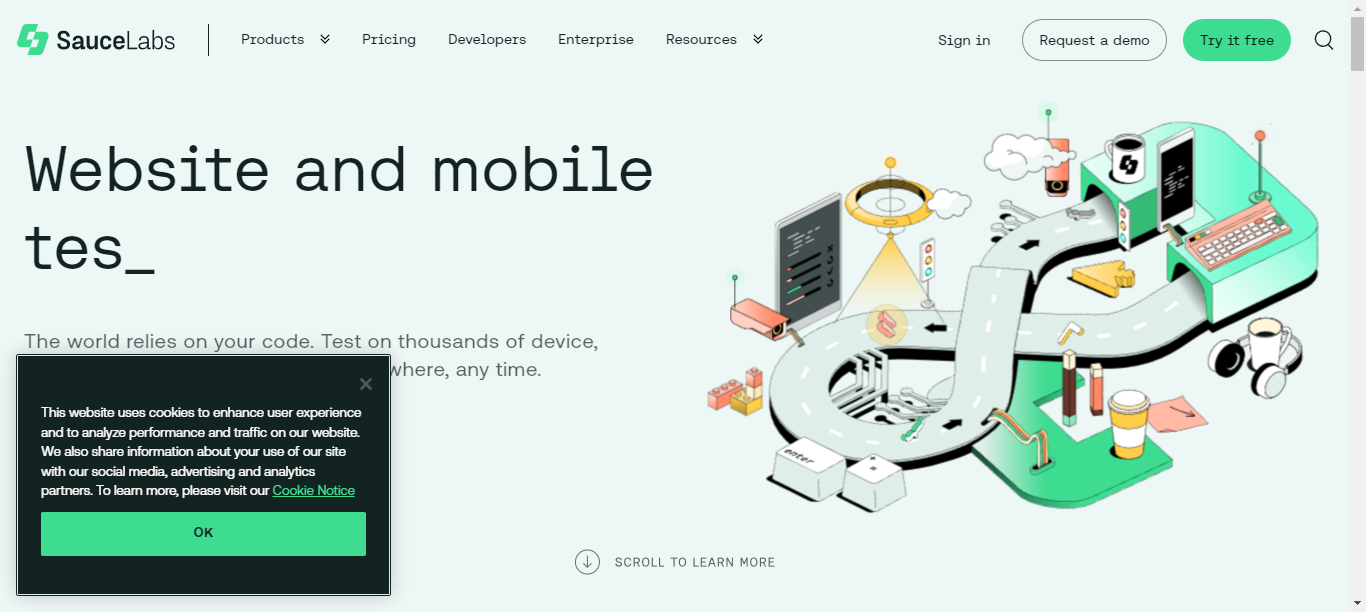 SauceLabs
Products
Pricing
Developers
Enterprise
Resources
Sign in
Request a demo
Try it free
Website and mobile
tes_
The world relies on your code. Test on thousands of device,
where, any time.
This website uses cookies to enhance user experience
and to analyze performance and traffic on our website.
We also share information about your use of our site
with our social media, advertising and analytics
partners. To learn more, please visit our Cookie Notice
OK
enter
+
=
SCROLL TO LEARN MORE